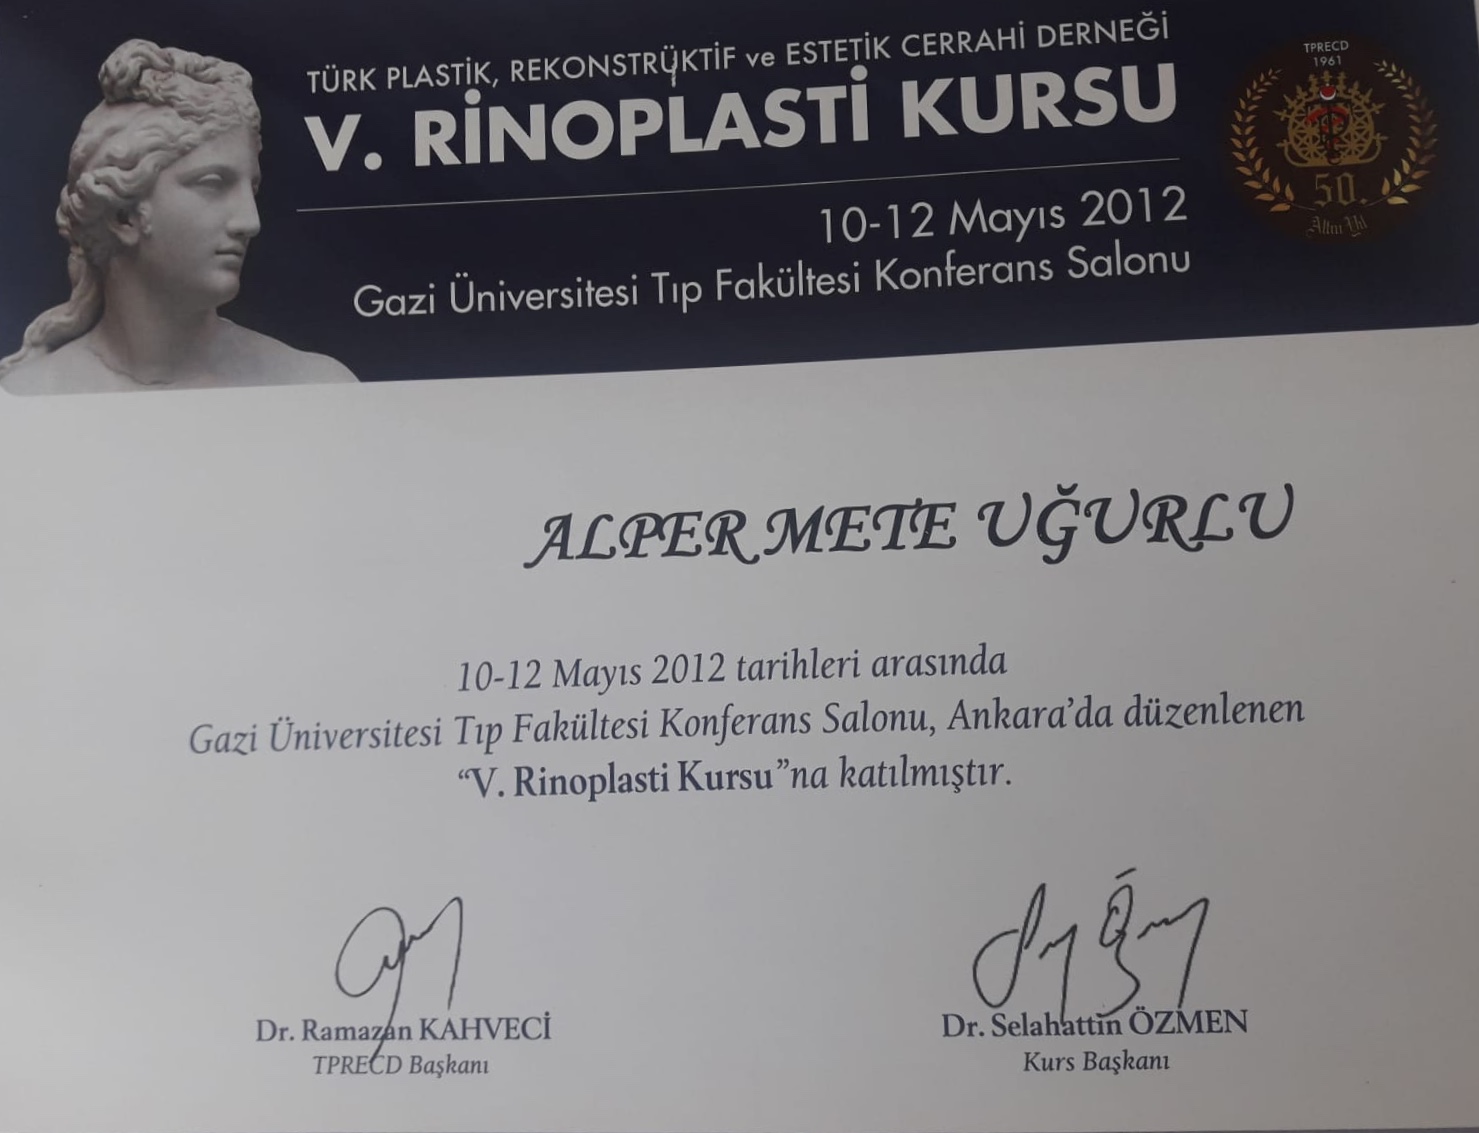 TÜRK PLASTİK, REKONSTRÜKTİF ve ESTETİK CERRAHİ DERNEĞİ
V. RİNOPLASTİ KURSU
10-12 Mayıs 2012
Gazi Üniversitesi Tıp Fakültesi Konferans Salonu
TPRECD
1961
50.
Altın Yıl
ALPER METE UĞURLU
10-12 Mayıs 2012 tarihleri arasında
Gazi Üniversitesi Tıp Fakültesi Konferans Salonu, Ankara'da düzenlenen
“V. Rinoplasti Kursu”na katılmıştır.
Dr. Ramazan KAHVECİ
TPRECD Başkanı
Dr. Selahattin ÖZMEN
Kurs Başkanı